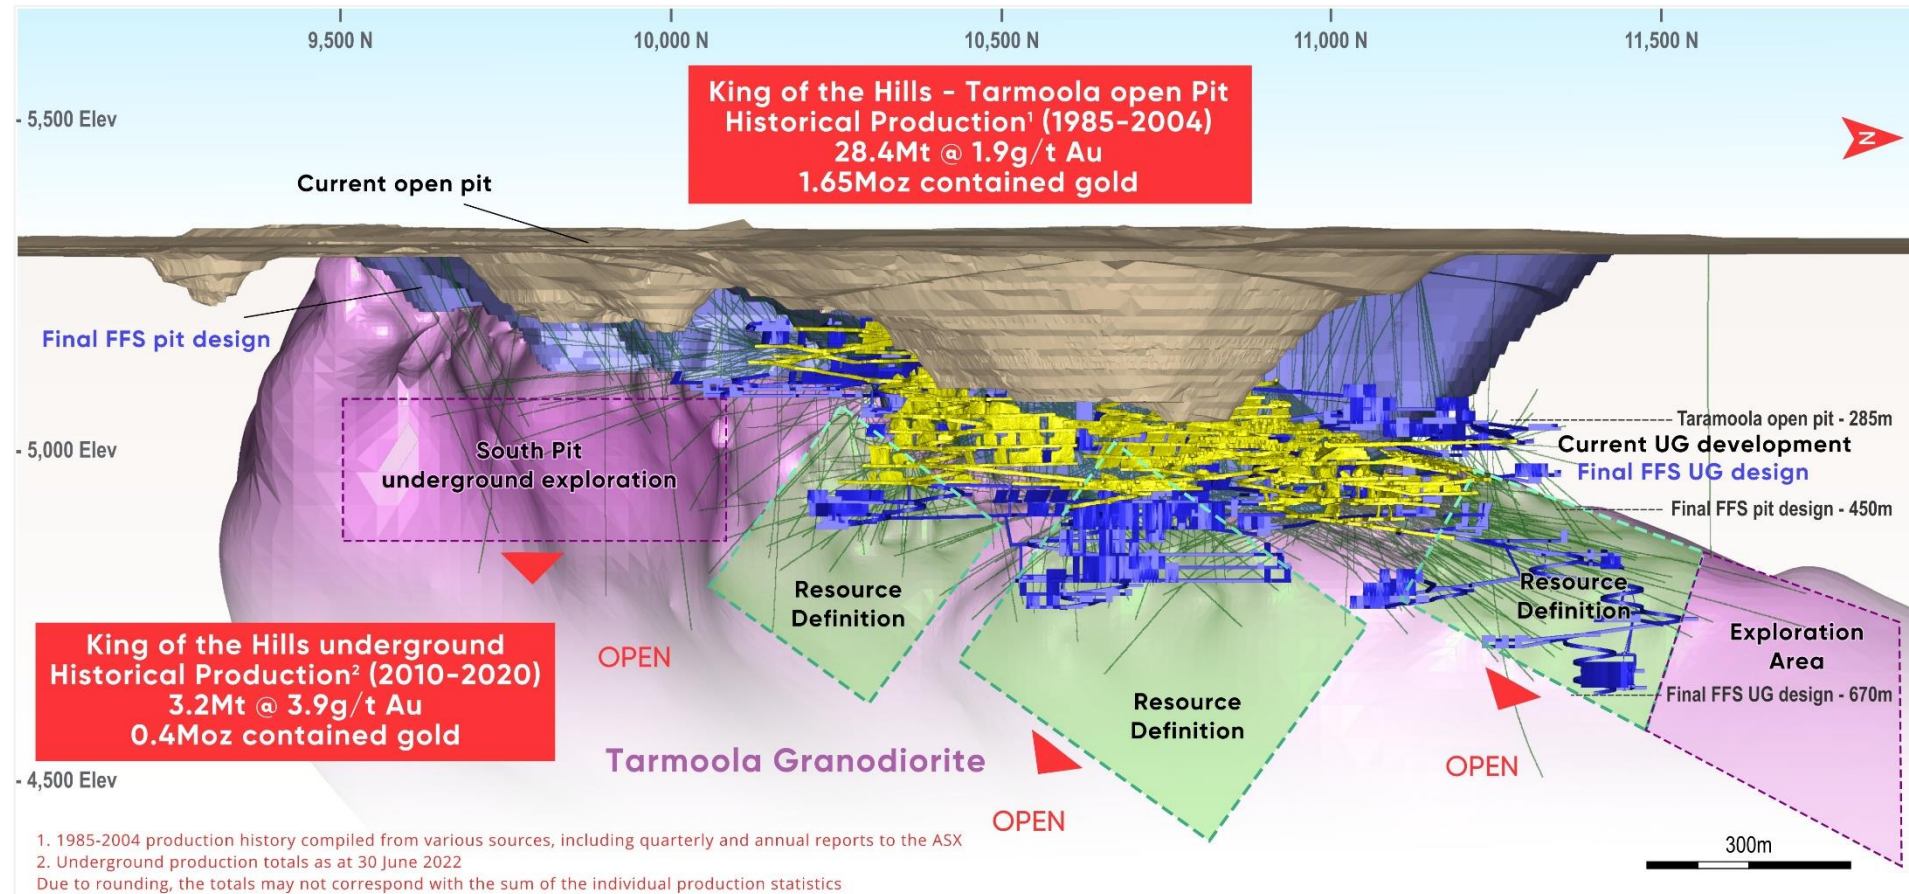 9,500 N
10,000 N
10,500 N
11,000 N
11,500 N
- 5,500 Elev
King of the Hills - Tarmoola open Pit
Historical Production¹ (1985-2004)
28.4Mt @ 1.9g/t Au
1.65Moz contained gold
N
Current open pit
Final FFS pit design
- 5,000 Elev
South Pit
underground exploration
Taramoola open pit - 285m
Current UG development
Final FFS UG design
Final FFS pit design - 450m
Resource
Definition
Resource
Definition
Resource
Definition
Exploration
Area
Final FFS UG design - 670m
King of the Hills underground
Historical Production² (2010-2020)
3.2Mt @ 3.9g/t Au
0.4Moz contained gold
OPEN
OPEN
OPEN
Tarmoola Granodiorite
- 4,500 Elev
300m
1. 1985-2004 production history compiled from various sources, including quarterly and annual reports to the ASX
2. Underground production totals as at 30 June 2022
Due to rounding, the totals may not correspond with the sum of the individual production statistics